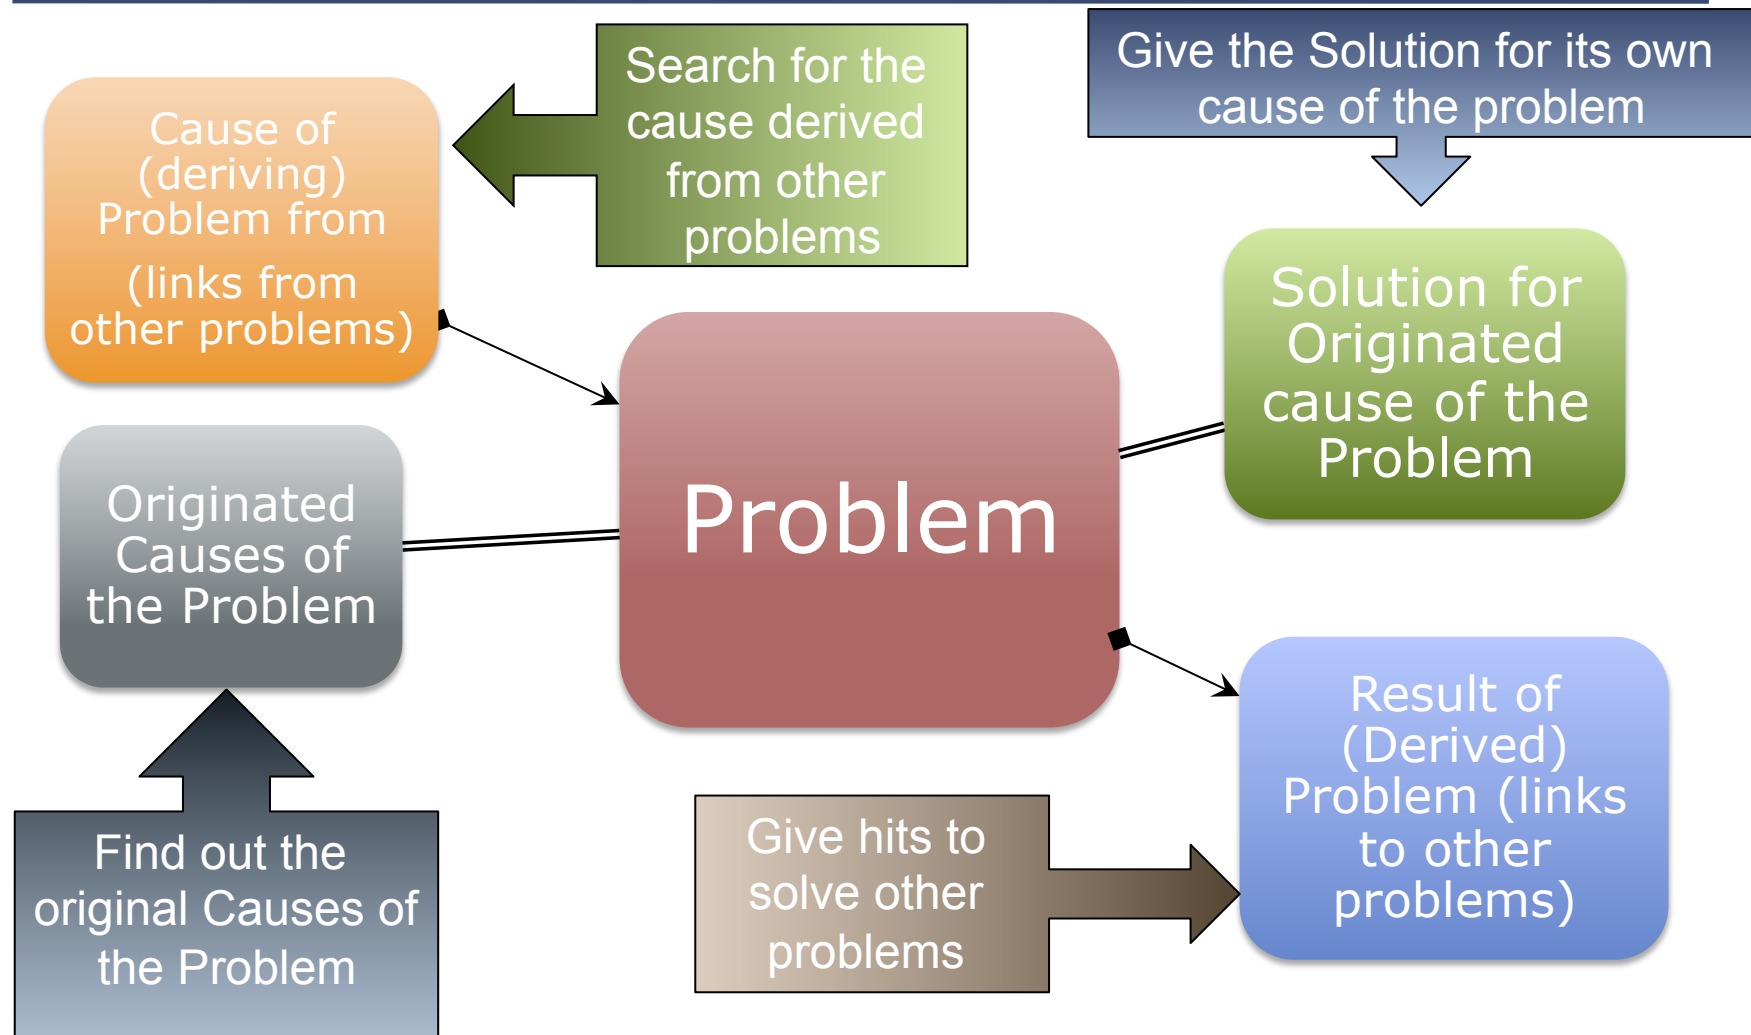 Search for the
cause derived
from other
problems
Give the Solution for its own
cause of the problem
Cause of
(deriving)
Problem from
(links from
other problems)
Solution for
Originated
cause of the
Problem
Originated
Causes of
the Problem
Problem
Result of
(Derived)
Problem (links
to other
problems)
Find out the
original Causes of
the Problem
Give hits to
solve other
problems